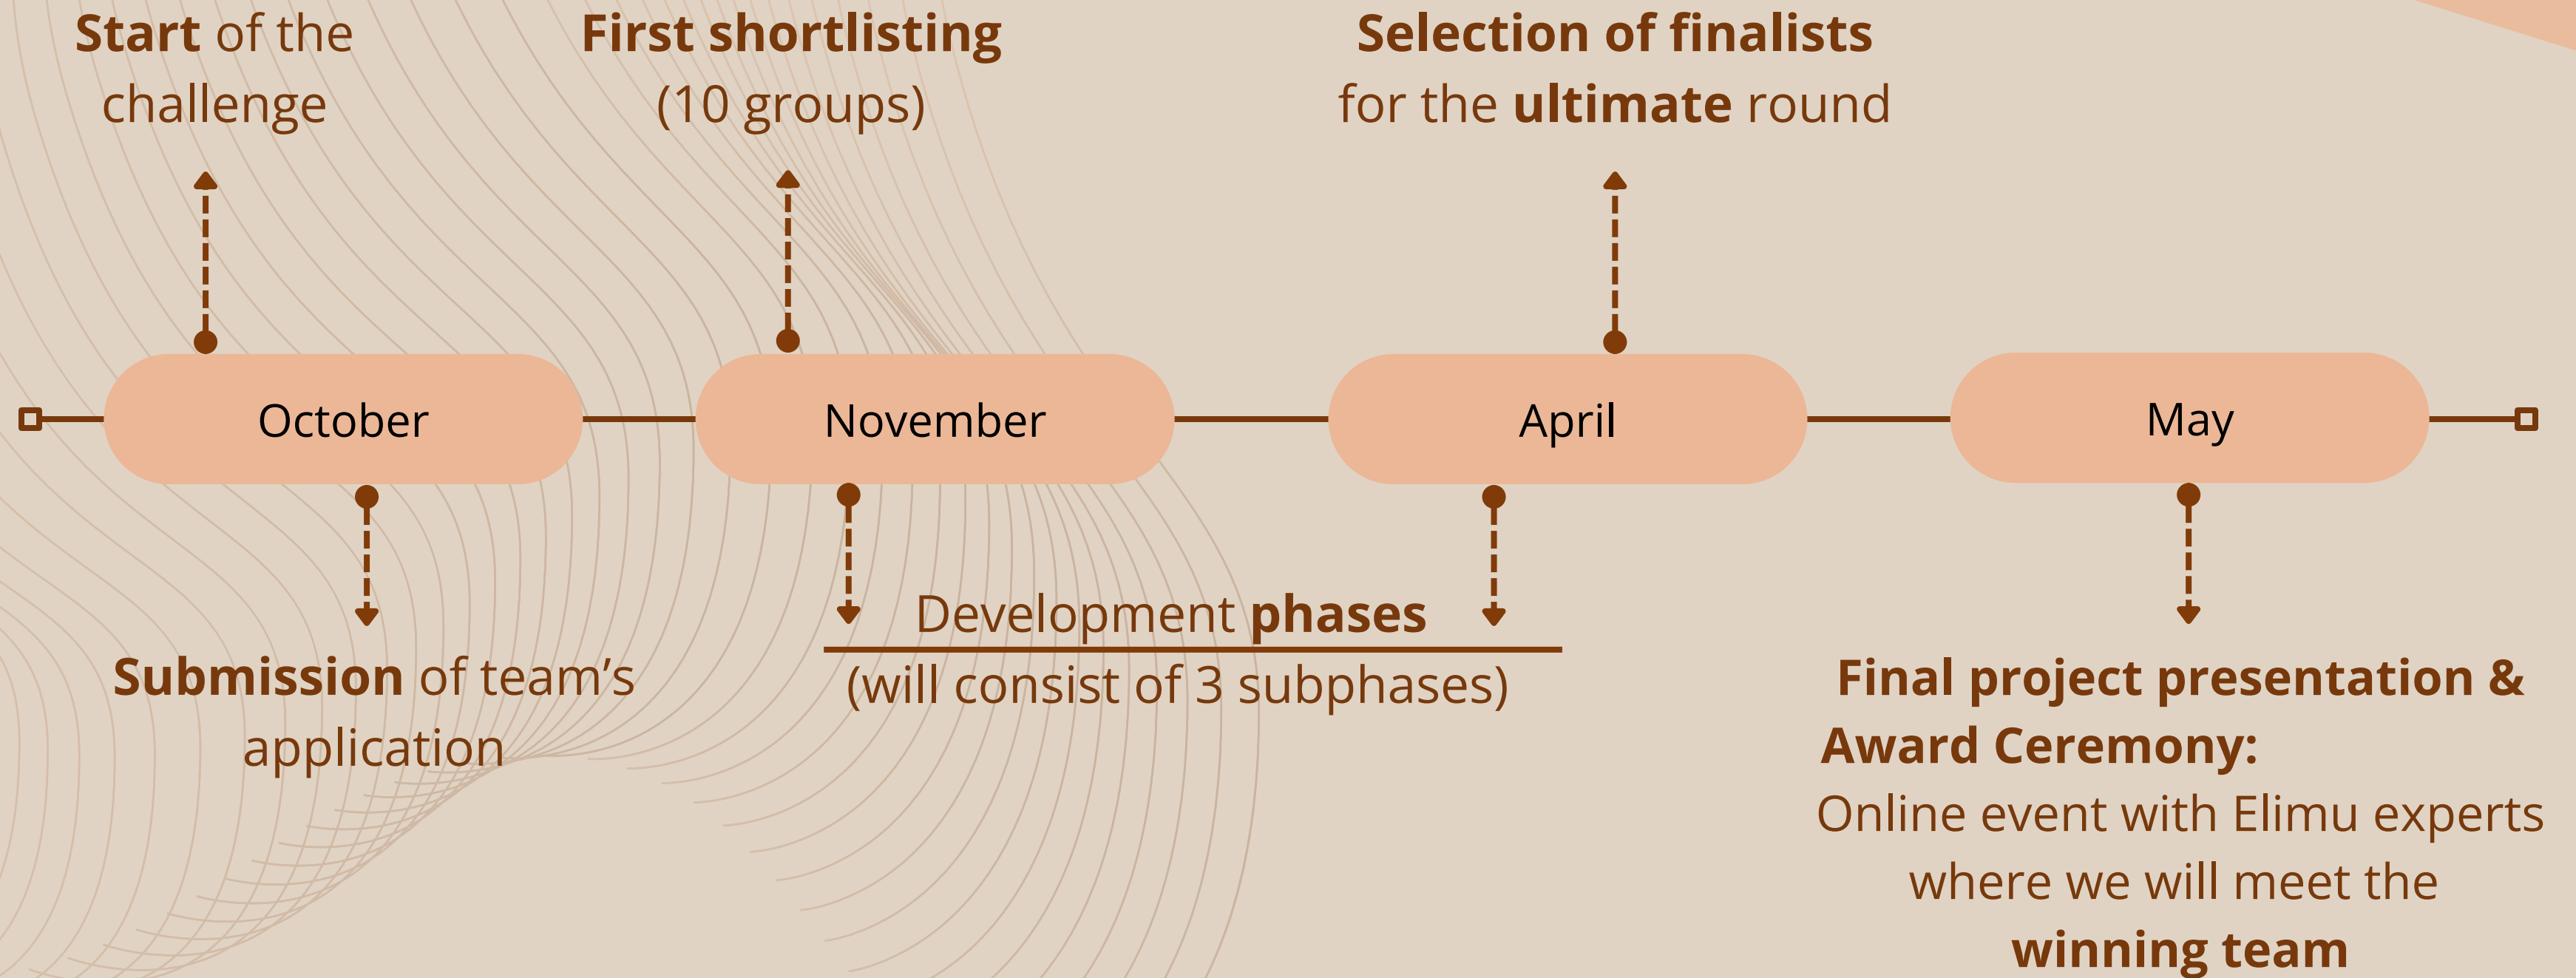 Start of the
challenge
First shortlisting
(10 groups)
Selection of finalists
for the ultimate round
October
November
April
May
Submission of team’s
application
Development phases
(will consist of 3 subphases)
Final project presentation &
Award Ceremony:
Online event with Elimu experts
where we will meet the
winning team